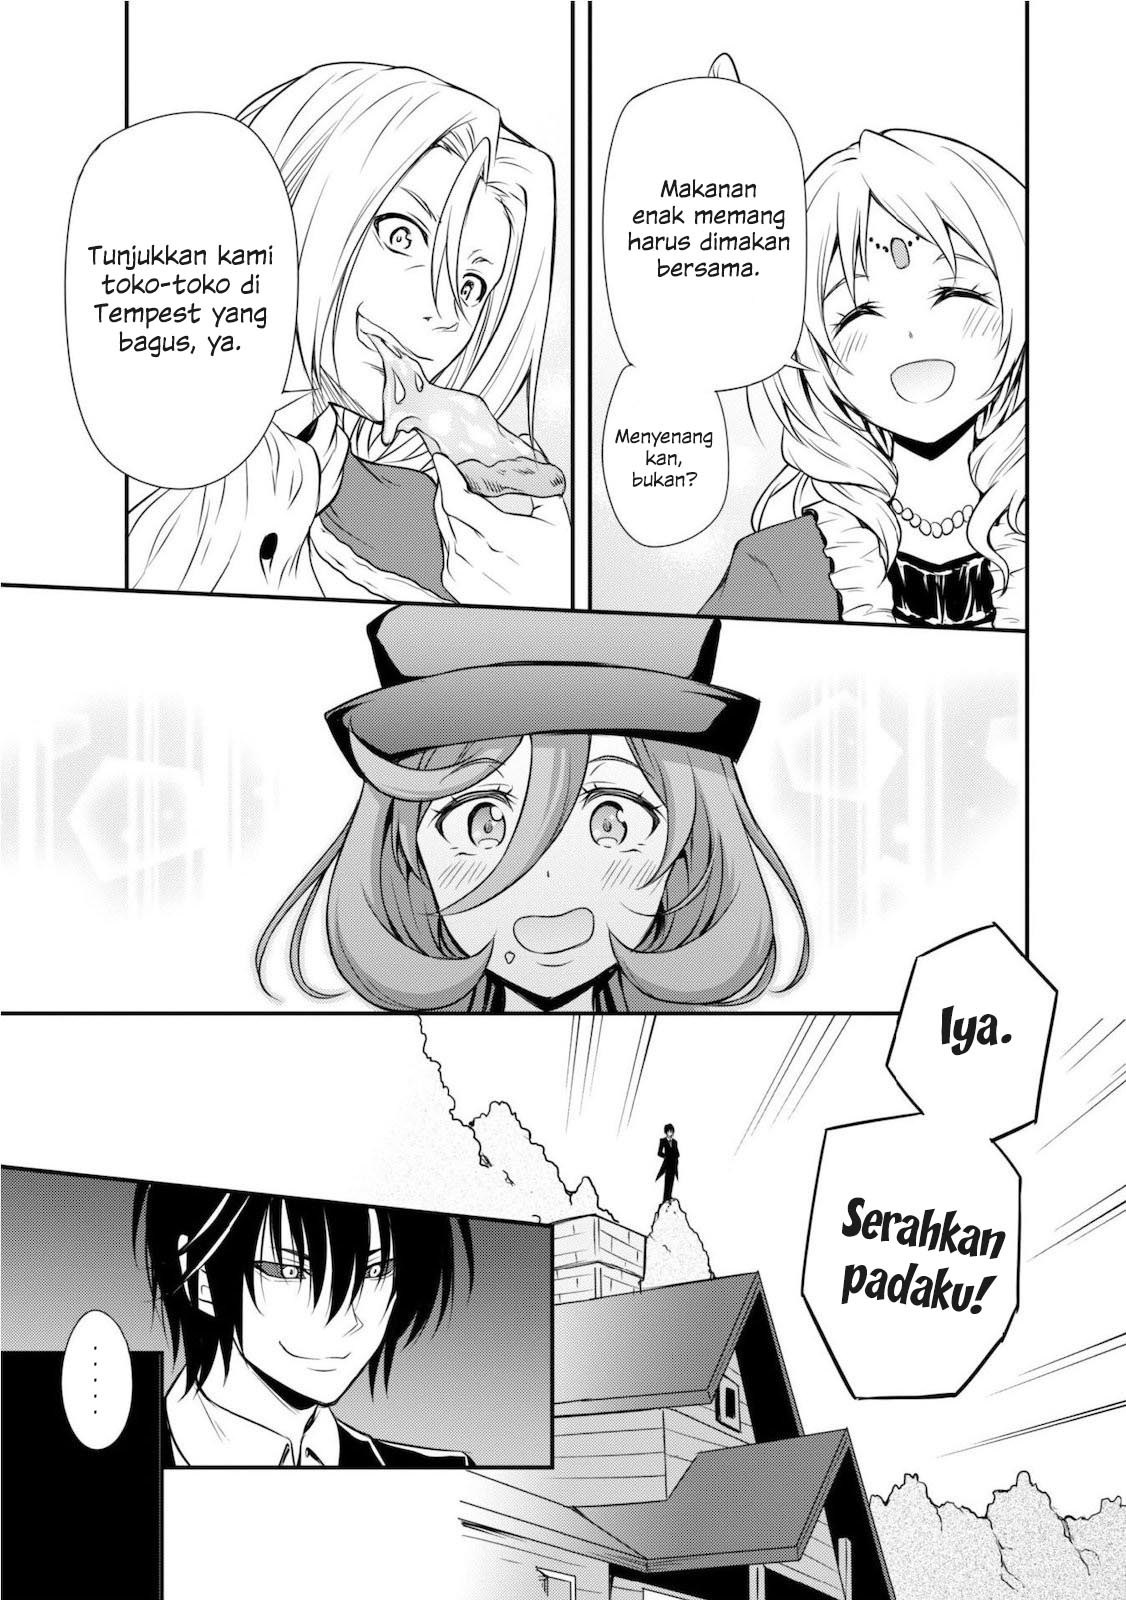 Makanan
enak memang
harus dimakan
bersama.
Menyenang
kan,
bukan?
Tunjukkan kami
toko-toko di
Tempest yang
bagus, ya.
Iya.
Serahkan
padaku!
.....